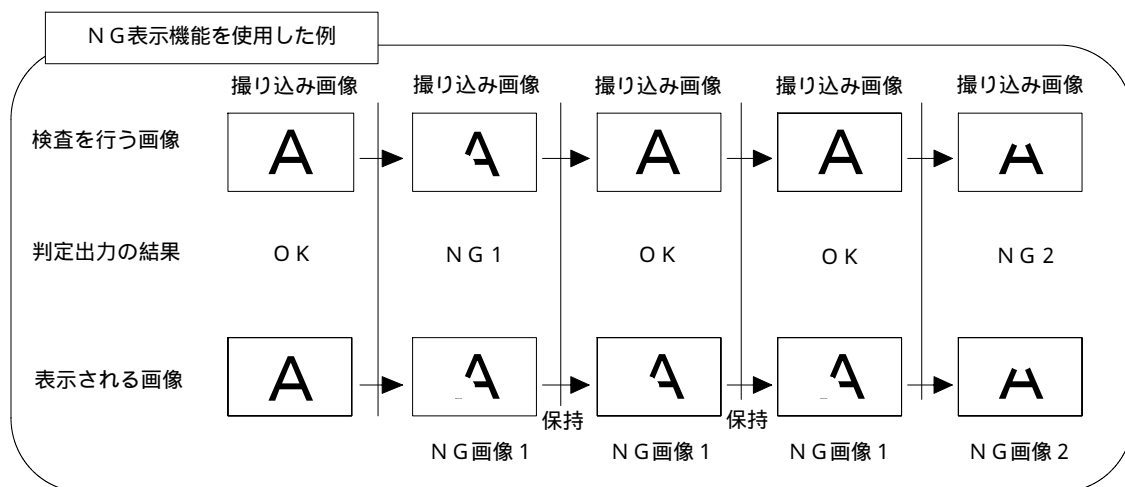 ＮＧ表示機能を使用した例
撮り込み画像 撮り込み画像 撮り込み画像 撮り込み画像 撮り込み画像
検査を行う画像 A A A A A
判定出力の結果 ＯＫ ＮＧ１ ＯＫ ＯＫ ＮＧ２
表示される画像 A A A A A
保持 保持
ＮＧ画像１ ＮＧ画像１ ＮＧ画像１ ＮＧ画像２